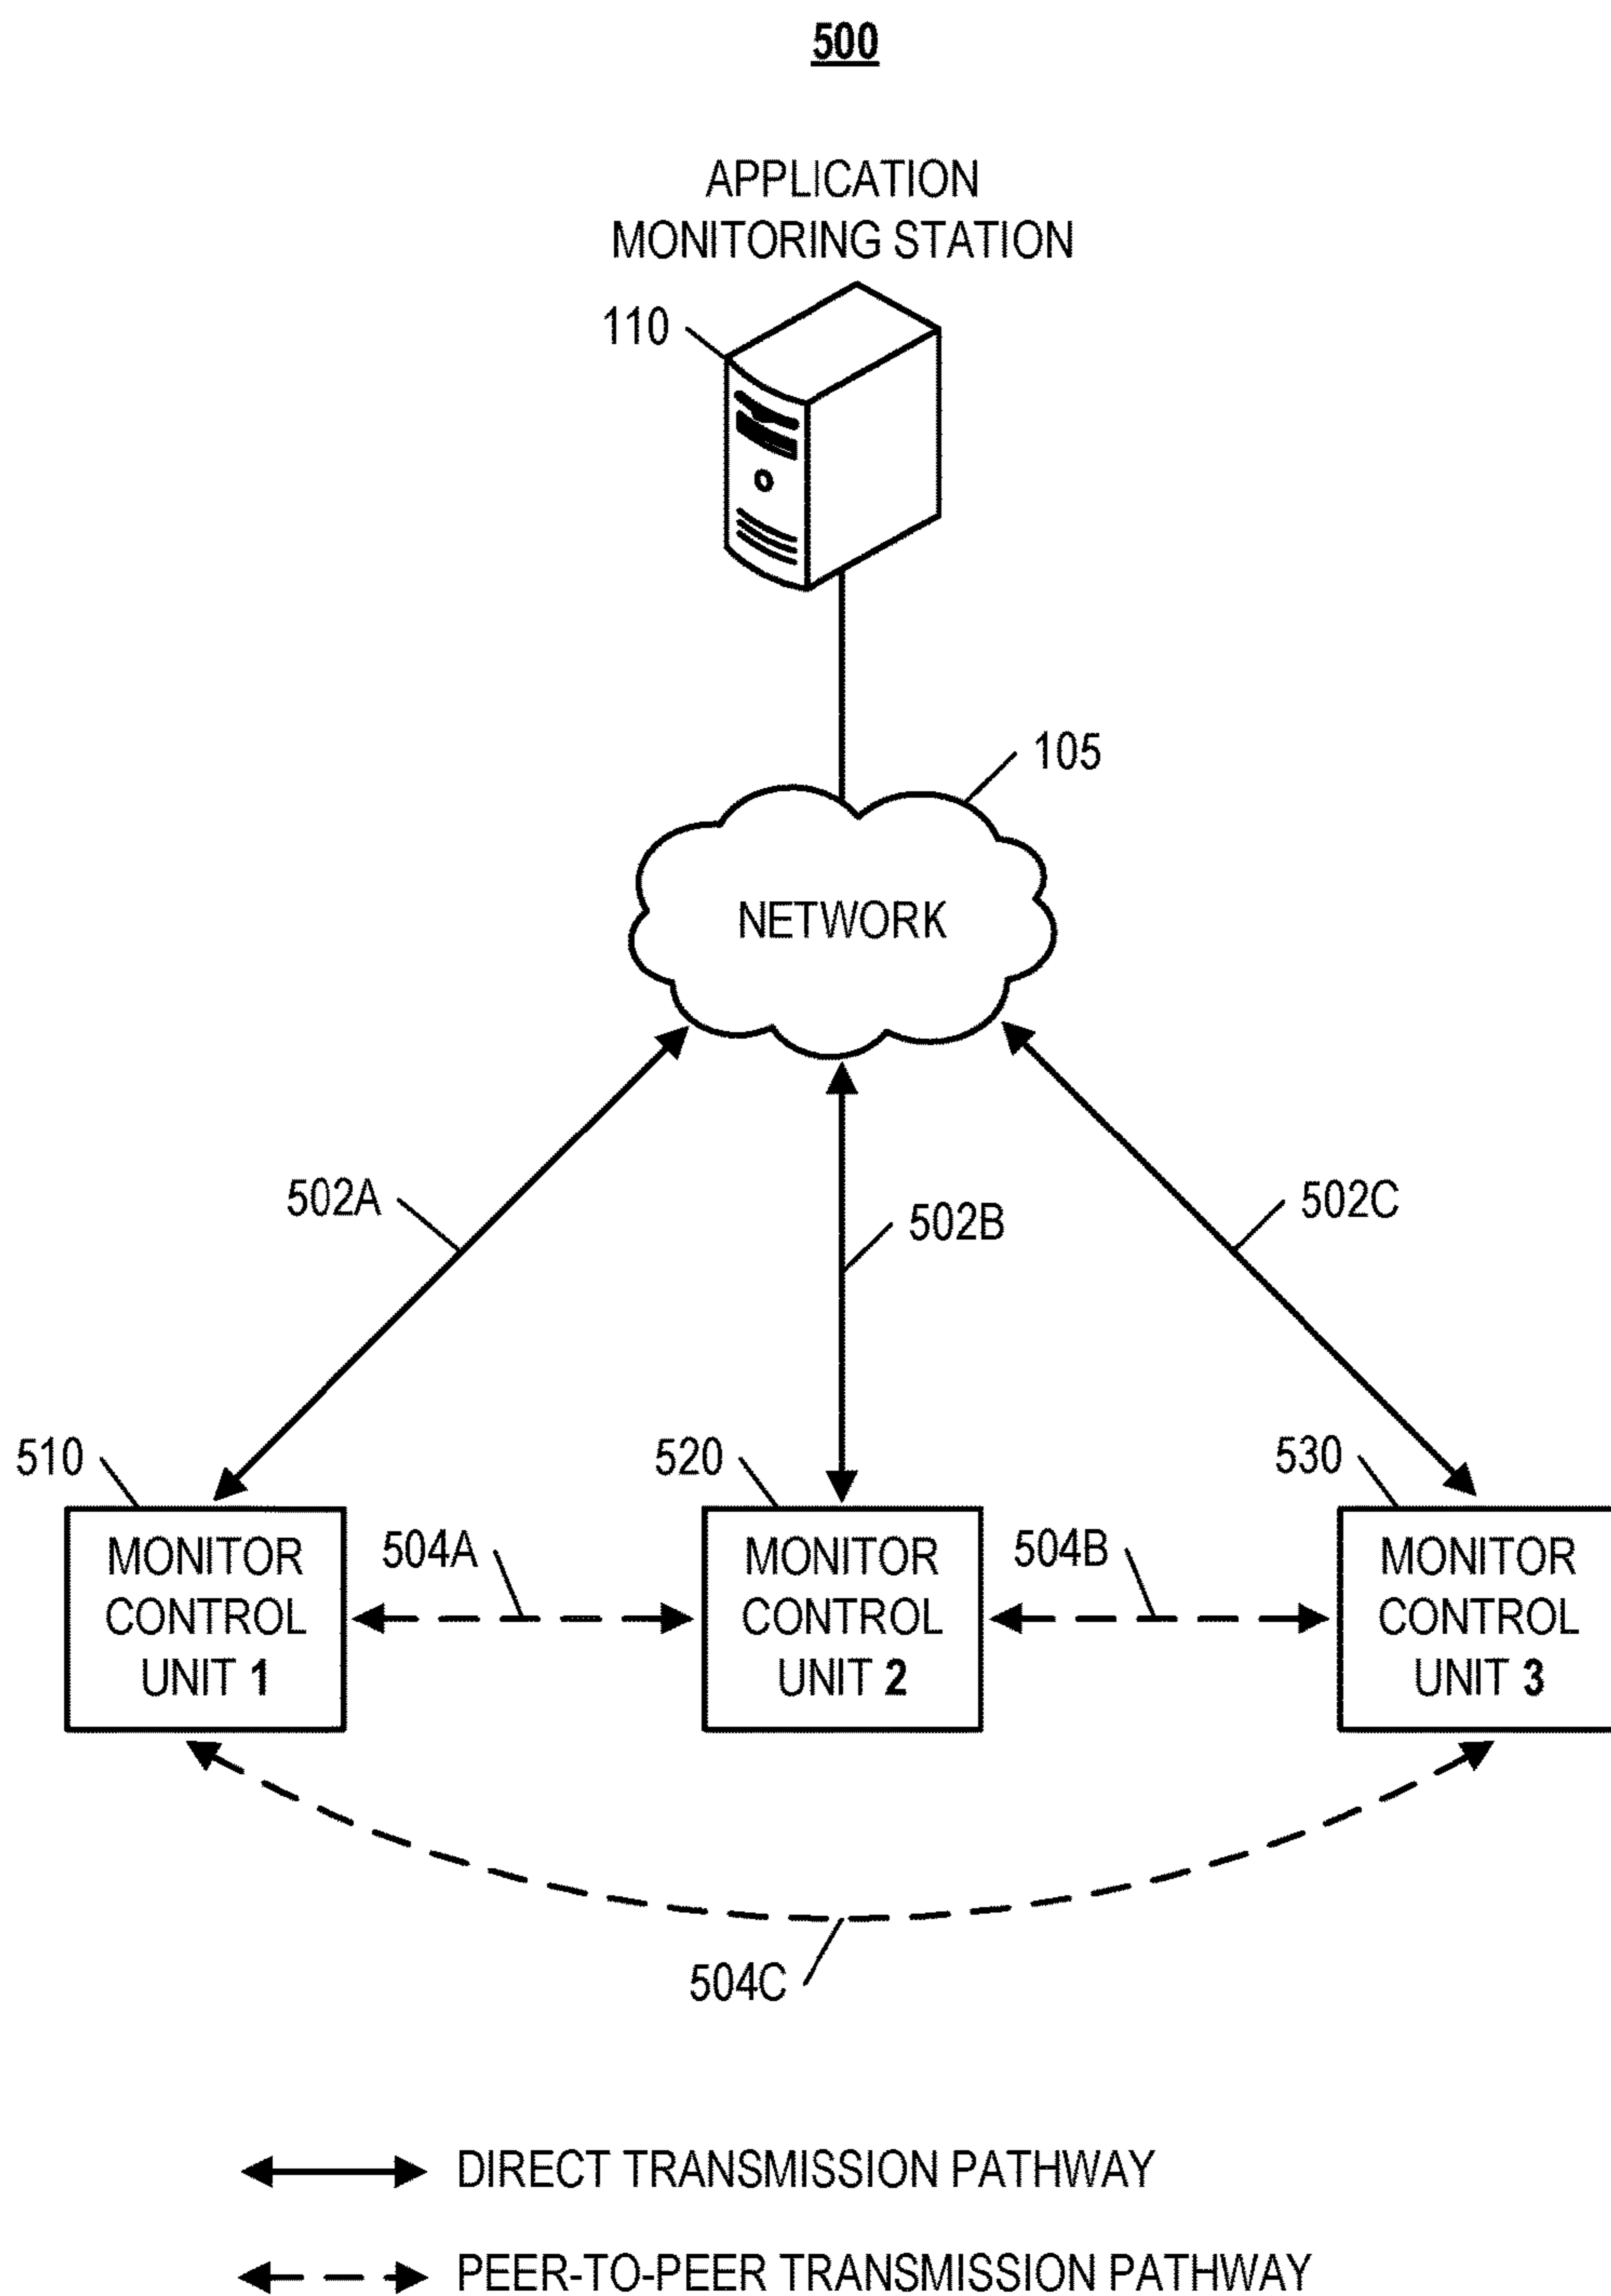 500
APPLICATION
MONITORING STATION
110
105
NETWORK
502A
502B
502C
510
520
530
MONITOR
CONTROL
UNIT 1
504A
MONITOR
CONTROL
UNIT 2
504B
MONITOR
CONTROL
UNIT 3
504C
DIRECT TRANSMISSION PATHWAY
PEER-TO-PEER TRANSMISSION PATHWAY